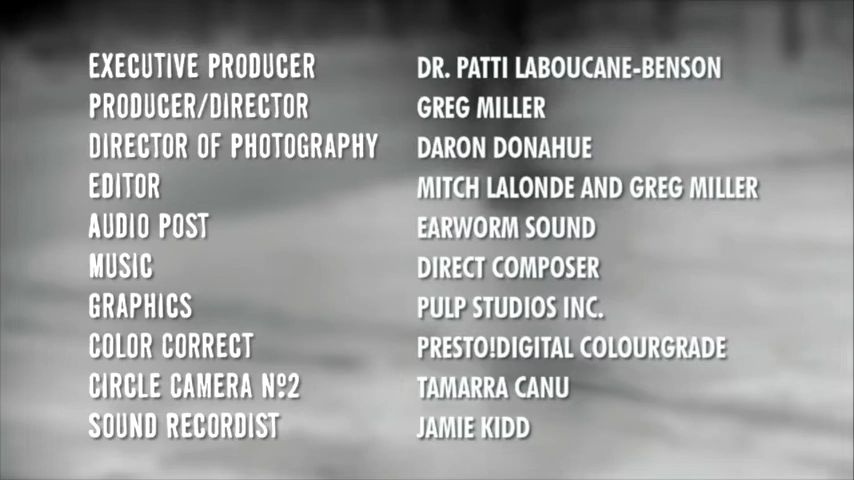 EXECUTIVE PRODUCER DR. PATTI LABOUCANE-BENSON
PRODUCER/DIRECTOR GREG MILLER
DIRECTOR OF PHOTOGRAPHY DARON DONAHUE
EDITOR MITCH LALONDE AND GREG MILLER
AUDIO POST EARWORM SOUND
MUSIC DIRECT COMPOSER
GRAPHICS PULP STUDIOS INC.
COLOR CORRECT PRESTO!DIGITAL COLOURGRADE
CIRCLE CAMERA Nº2 TAMARRA CANU
SOUND RECORDIST JAMIE KIDD